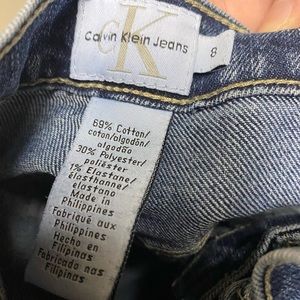 CK
Calvin Klein Jeans
8
69% Cotton/
coton/algodón/
algodão
30% Polyester/
poliéster
1% Elastane/
élasthanne/
elastano
Made in
Philippines
Fabriqué aux
Philippines
Hecho en
Filipinas
Fabricado nas
Filipinas